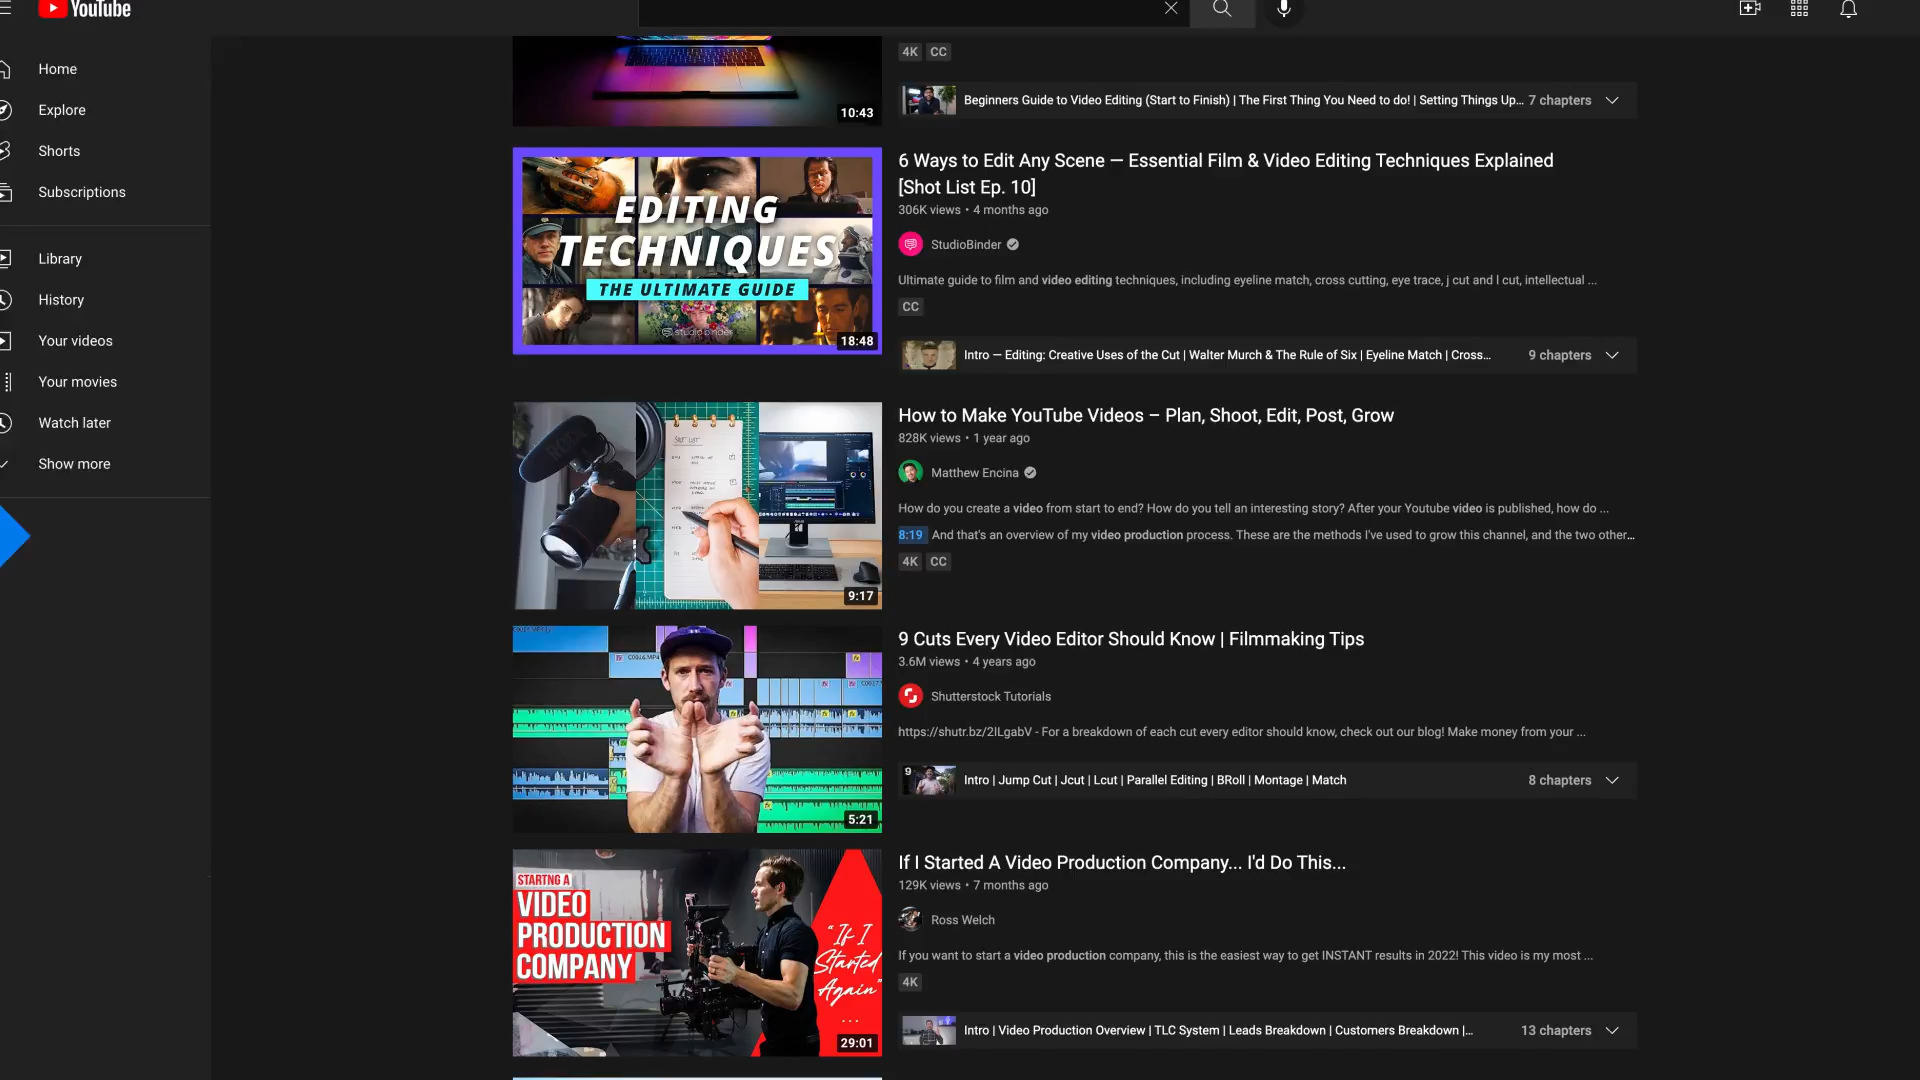 YouTube
Home
Explore
Shorts
Subscriptions
Library
History
Your videos
Your movies
Watch later
Show more
10:43
4K CC
Beginners Guide to Video Editing (Start to Finish) | The First Thing You Need to do! | Setting Things Up... 7 chapters
EDITING
TECHNIQUES
THE ULTIMATE GUIDE
studiobinder
18:48
6 Ways to Edit Any Scene — Essential Film & Video Editing Techniques Explained
[Shot List Ep. 10]
306K views • 4 months ago
StudioBinder
Ultimate guide to film and video editing techniques, including eyeline match, cross cutting, eye trace, j cut and l cut, intellectual ...
CC
Intro — Editing: Creative Uses of the Cut | Walter Murch & The Rule of Six | Eyeline Match | Cross... 9 chapters
RODE
SHOT LIST
9:17
How to Make YouTube Videos – Plan, Shoot, Edit, Post, Grow
828K views • 1 year ago
Matthew Encina
How do you create a video from start to end? How do you tell an interesting story? After your Youtube video is published, how do ...
8:19 And that's an overview of my video production process. These are the methods I've used to grow this channel, and the two other...
4K CC
C0016.MP4
5:21
9 Cuts Every Video Editor Should Know | Filmmaking Tips
3.6M views • 4 years ago
Shutterstock Tutorials
https://shutr.bz/2ILgabV - For a breakdown of each cut every editor should know, check out our blog! Make money from your ...
9
Intro | Jump Cut | Jcut | Lcut | Parallel Editing | BRoll | Montage | Match 8 chapters
STARTNG A
VIDEO
PRODUCTION
COMPANY
"If I
Started
Again"
...
29:01
If I Started A Video Production Company... I'd Do This...
129K views • 7 months ago
Ross Welch
If you want to start a video production company, this is the easiest way to get INSTANT results in 2022! This video is my most ...
4K
Intro | Video Production Overview | TLC System | Leads Breakdown | Customers Breakdown |... 13 chapters